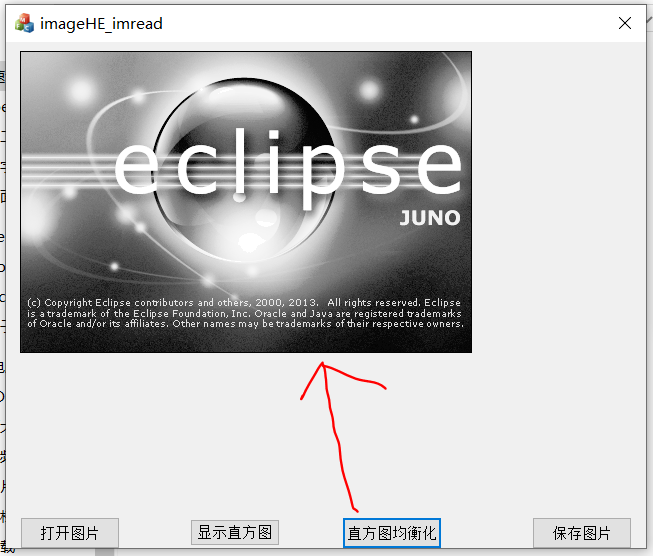 imageHE_imread
eclipse
JUNO
(c) Copyright Eclipse contributors and others, 2000, 2013. All rights reserved. Eclipse
is a trademark of the Eclipse Foundation, Inc. Oracle and Java are registered trademarks
of Oracle and/or its affiliates. Other names may be trademarks of their respective owners.
打开图片
显示直方图
直方图均衡化
保存图片